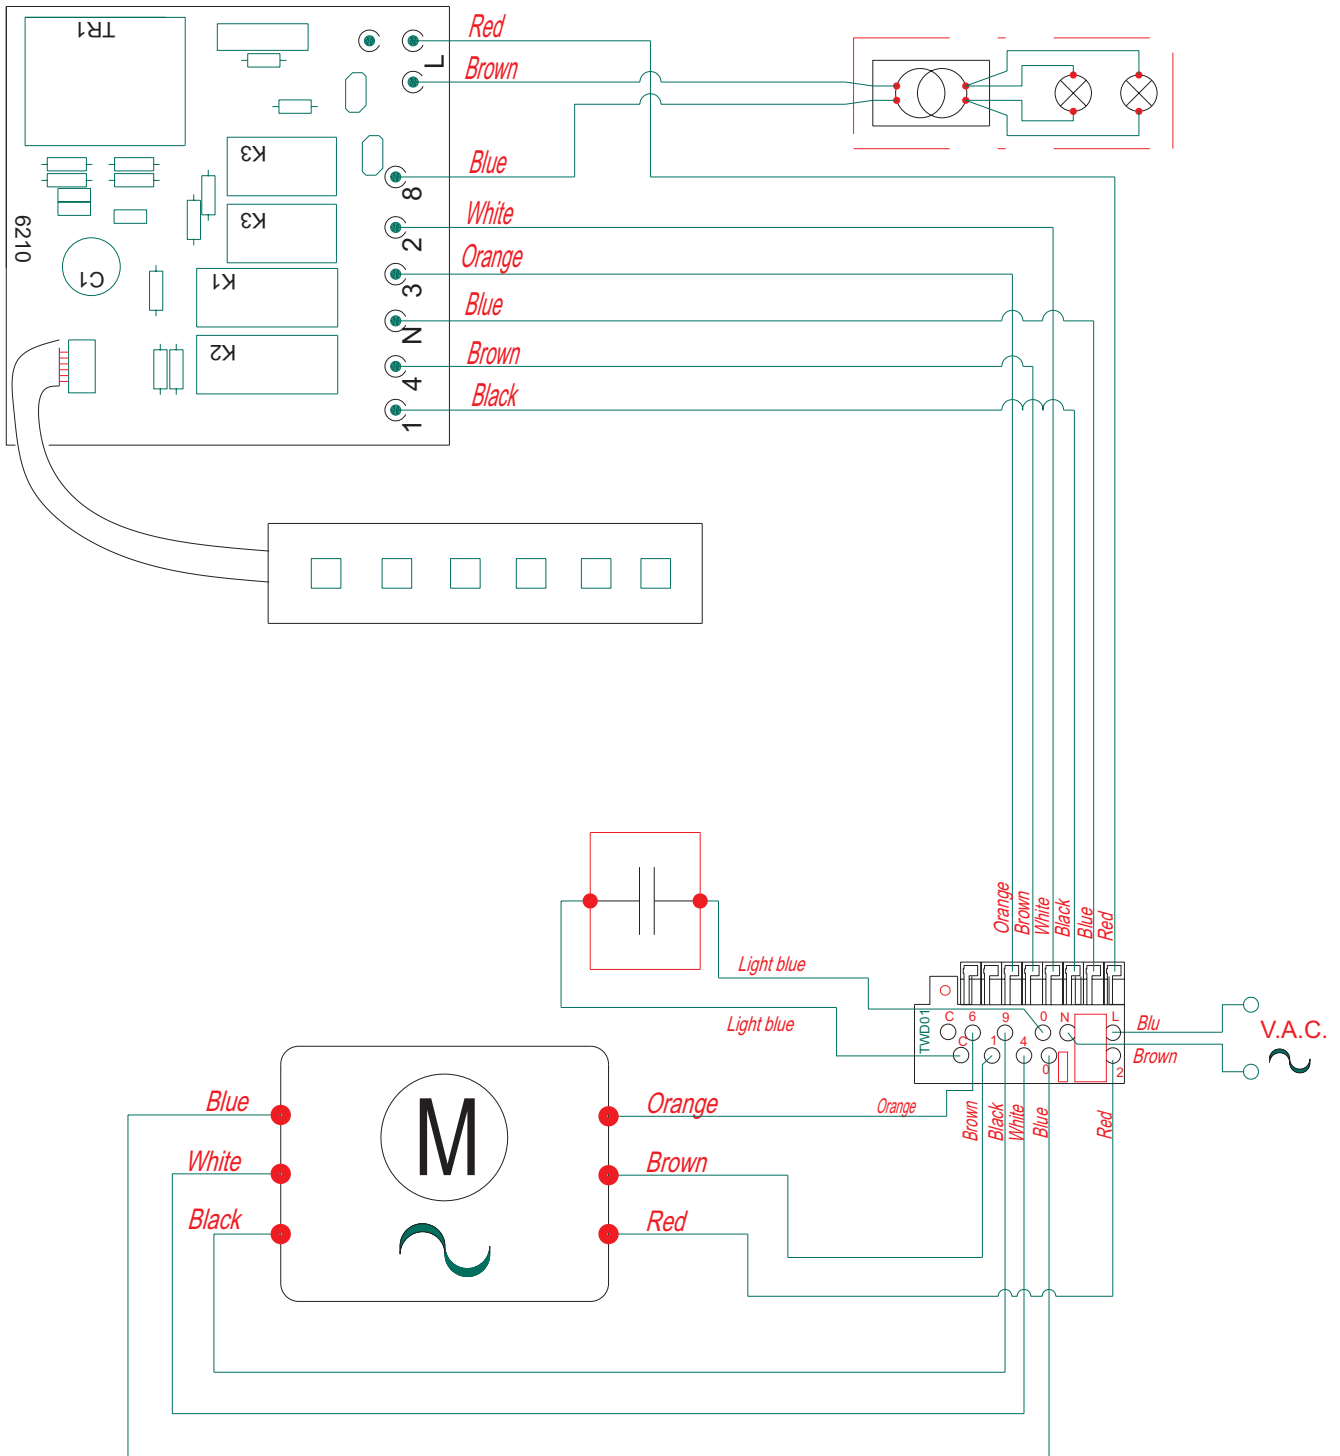 TR1
Red
L
Brown
K3
Blue
8
K3
White
2
6210
Orange
3
C1
K1
Blue
N
K2
Brown
4
Black
1
Orange
Brown
White
Black
Blue
Red
Light blue
Light blue
TWD01
C
6
9
0
N
L
C
1
4
0
2
Blu
Brown
V.A.C.
Blue
White
Black
M
Orange
Brown
Red
Orange
Brown
Black
White
Blue
Red